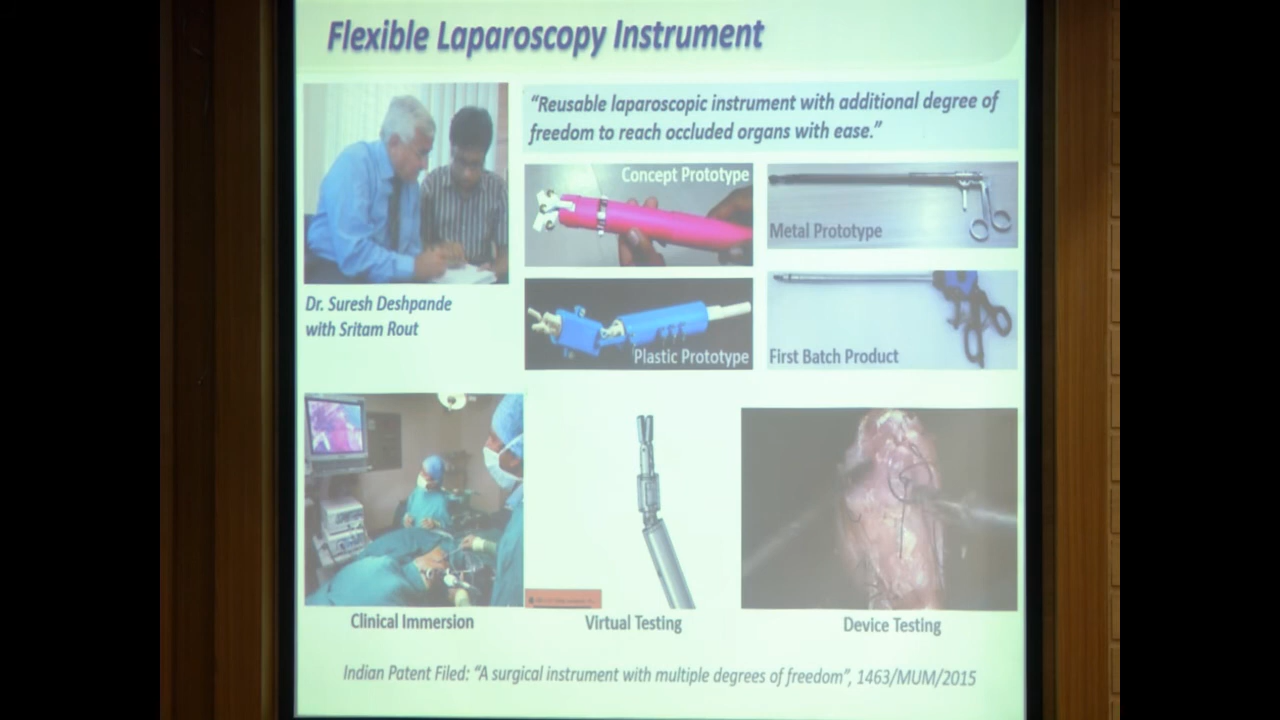 Flexible Laparoscopy Instrument
“Reusable laparoscopic instrument with additional degree of
freedom to reach occluded organs with ease.”
Concept Prototype
Metal Prototype
Plastic Prototype
First Batch Product
Dr. Suresh Deshpande
with Sritam Rout
Clinical Immersion
Virtual Testing
Device Testing
Indian Patent Filed: “A surgical instrument with multiple degrees of freedom”, 1463/MUM/2015